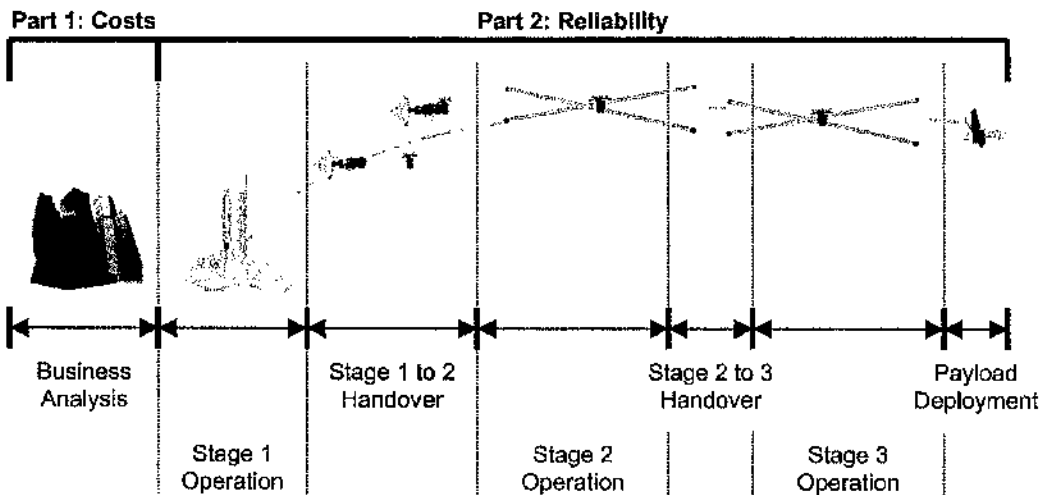 Part 1: Costs
Part 2: Reliability
Business
Analysis
Stage 1
Operation
Stage 1 to 2
Handover
Stage 2
Operation
Stage 2 to 3
Handover
Stage 3
Operation
Payload
Deployment